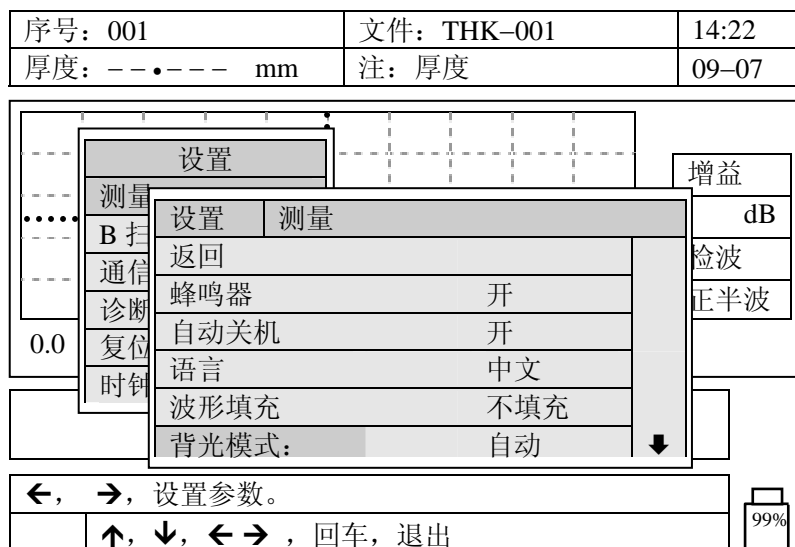 序号：001 文件：THK–001 14:22
厚度：– –•– – – mm 注：厚度 09–07
设置
测量
B 扫
通信
诊断
复位
时钟
设置 测量
返回
蜂鸣器 开
自动关机 开
语言 中文
波形填充 不填充
背光模式： 自动 ⬇
增益
dB
检波
正半波
0.0
←， →，设置参数。
↑，↓，← → ，回车，退出
99%